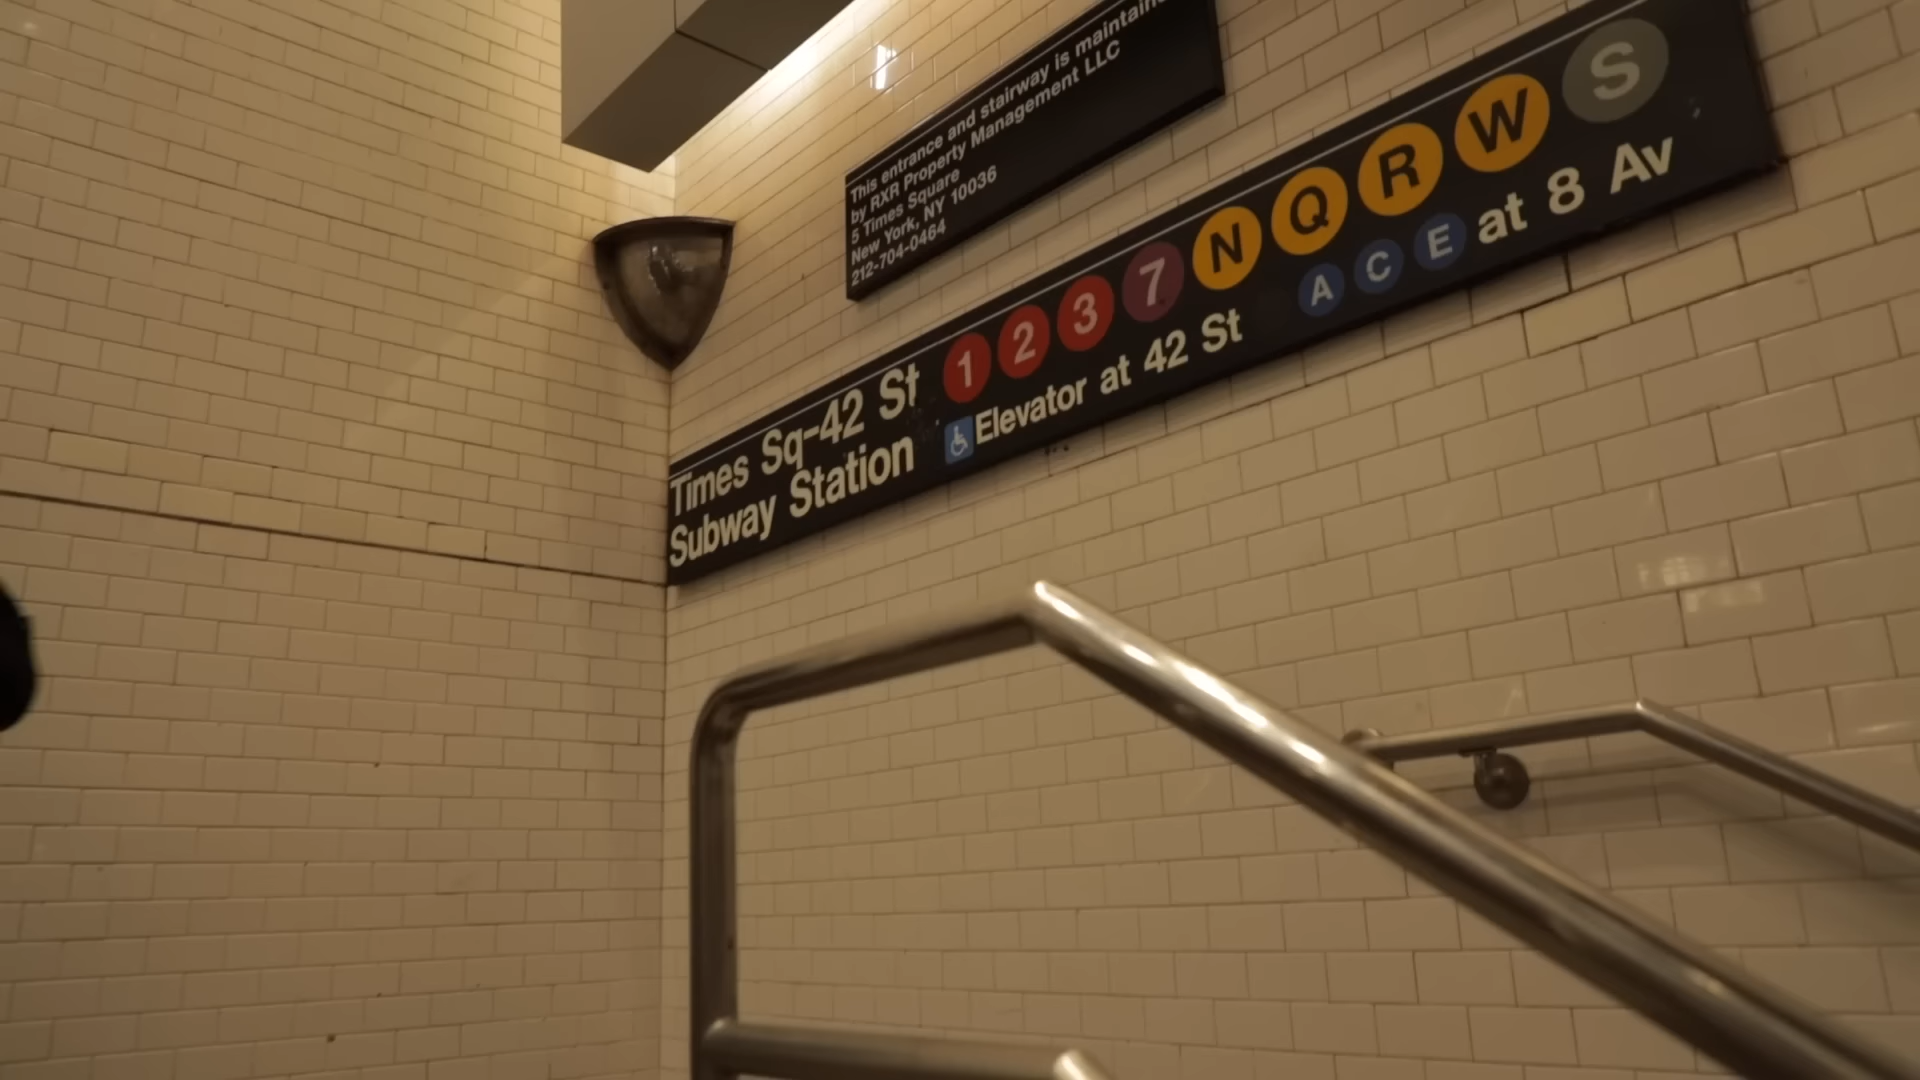 This entrance and stairway is
by RXR Property Management LLC
5 Times Square
New York, NY 10036
212-704-0464
Times Sq-42 St 1 2 3 7 N Q R W S
Subway Station Elevator at 42 St A C E at 8 Av